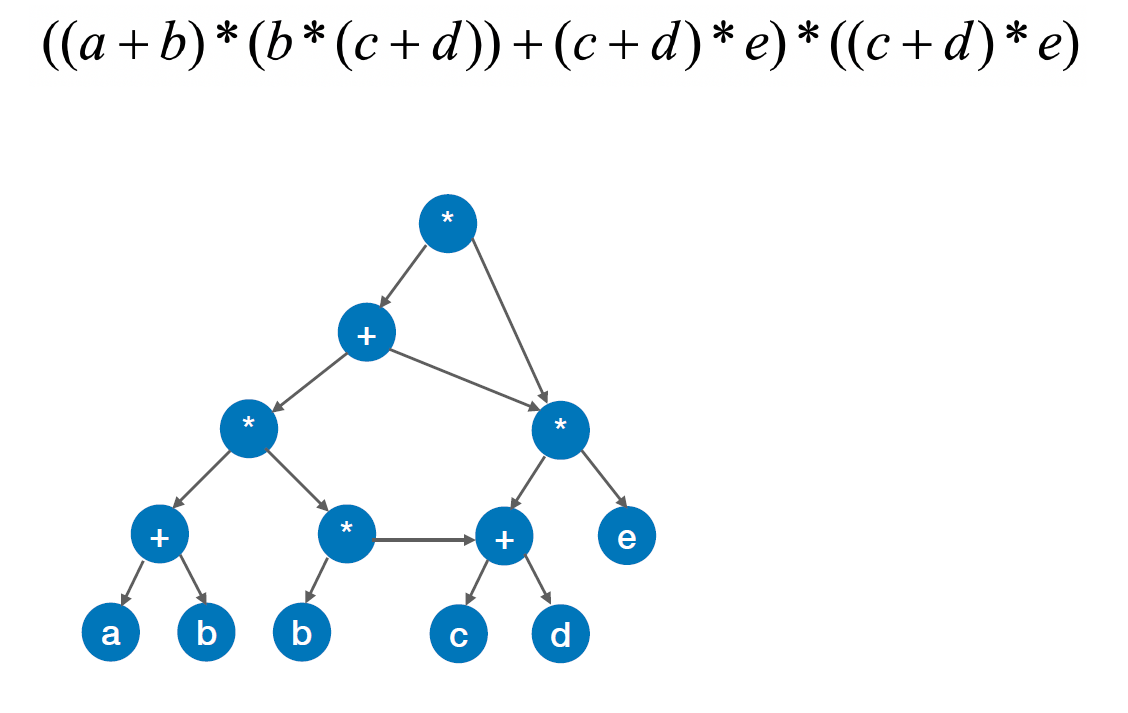 ((a + b) * (b * (c + d)) + (c + d) * e) * ((c + d) * e)
*
+
* *
+ * + e
a b b c d